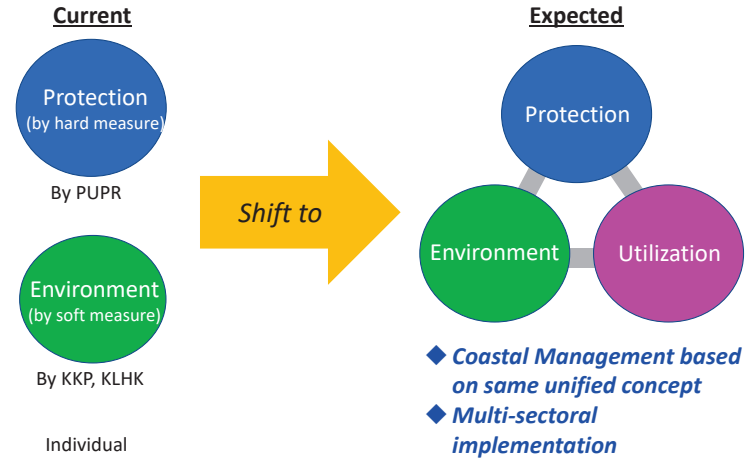 Current
Protection
(by hard measure)
By PUPR
Environment
(by soft measure)
By KKP, KLHK
Individual
Shift to
Expected
Protection
Environment
Utilization
◆ Coastal Management based
on same unified concept
◆ Multi-sectoral
implementation